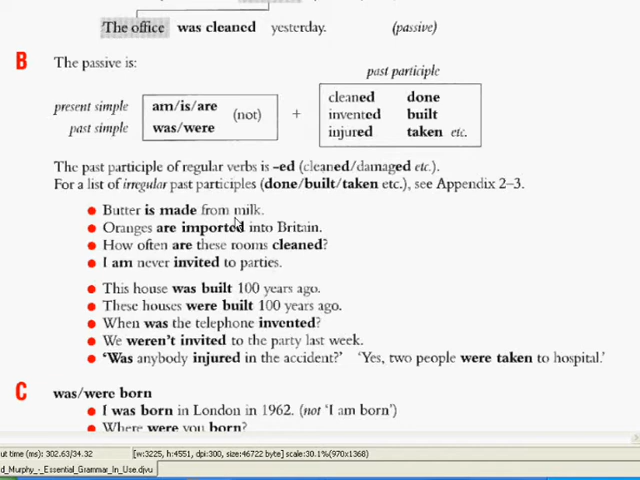 The office was cleaned yesterday. (passive)
B The passive is:
past participle
present simple am/is/are (not) + cleaned done
past simple was/were invented built
injured taken etc.
The past participle of regular verbs is -ed (cleaned/damaged etc.).
For a list of irregular past participles (done/built/taken etc.), see Appendix 2–3.
● Butter is made from milk.
● Oranges are imported into Britain.
● How often are these rooms cleaned?
● I am never invited to parties.
● This house was built 100 years ago.
● These houses were built 100 years ago.
● When was the telephone invented?
● We weren't invited to the party last week.
● 'Was anybody injured in the accident?' 'Yes, two people were taken to hospital.'
C was/were born
● I was born in London in 1962. (not 'I am born')
● Where were you born?
ut time (ms): 302.63/34.32 [w:3225, h:4551, dpi:300, size:46722 byte] scale:30.1%(970x1368)
d_Murphy_-_Essential_Grammar_In_Use.djvu